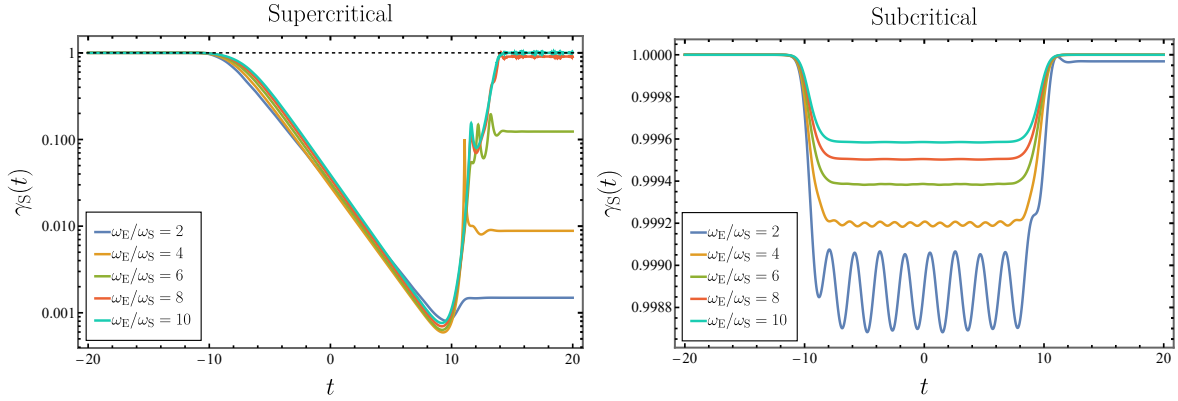 Supercritical
γS(t)
1
0.100
0.010
0.001
ωE/ωS = 2
ωE/ωS = 4
ωE/ωS = 6
ωE/ωS = 8
ωE/ωS = 10
−20 −10 0 10 20
t
Subcritical
γS(t)
1.0000
0.9998
0.9996
0.9994
0.9992
0.9990
0.9988
ωE/ωS = 2
ωE/ωS = 4
ωE/ωS = 6
ωE/ωS = 8
ωE/ωS = 10
−20 −10 0 10 20
t